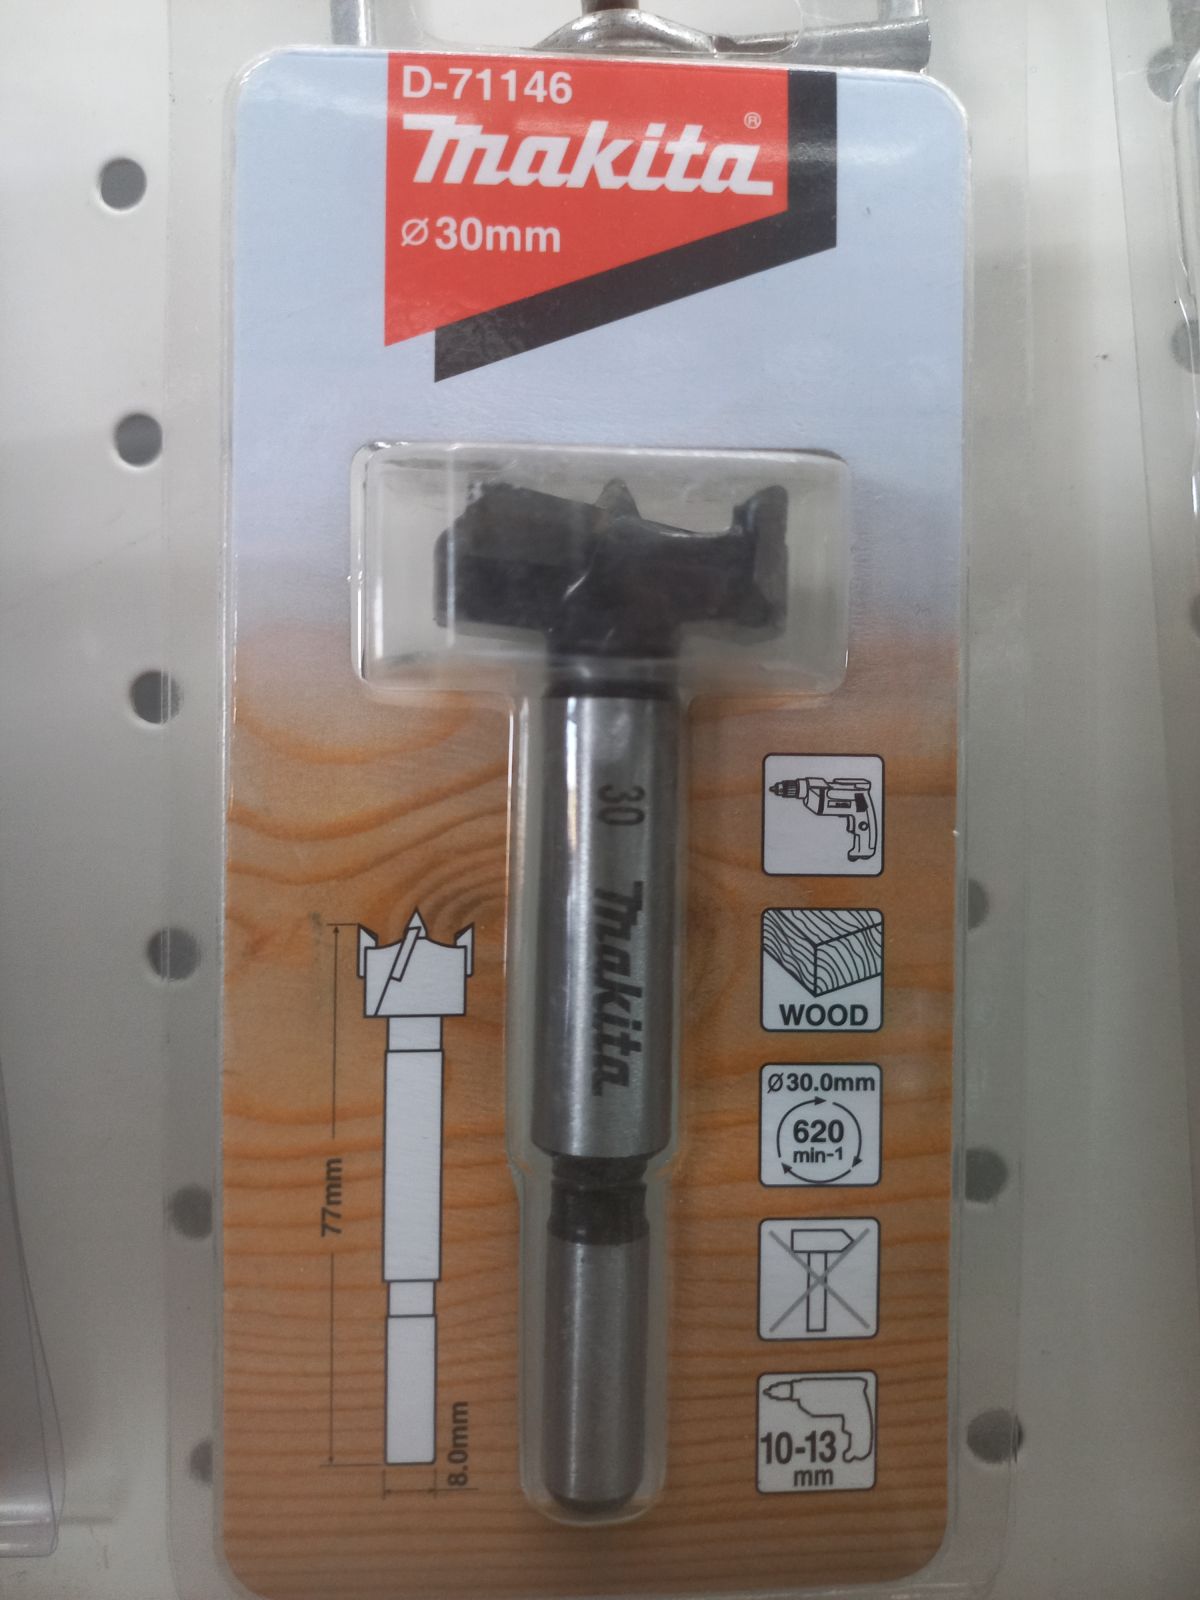 D-71146
makita®
Ø30mm
30 makita
WOOD
Ø30.0mm
620
min-1
77mm
8.0mm
10-13
mm